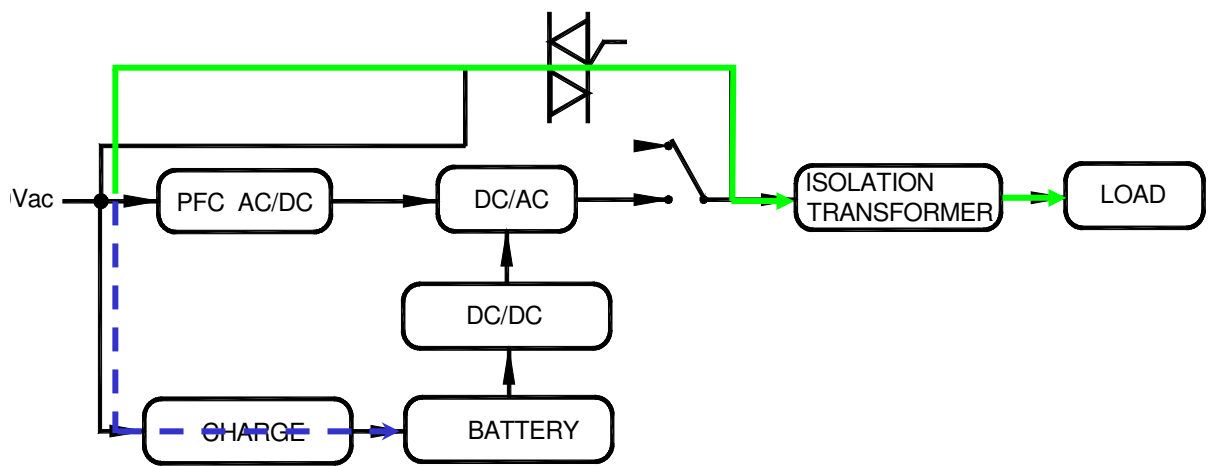 Vac
PFC AC/DC
DC/AC
ISOLATION
TRANSFORMER
LOAD
DC/DC
CHARGE
BATTERY